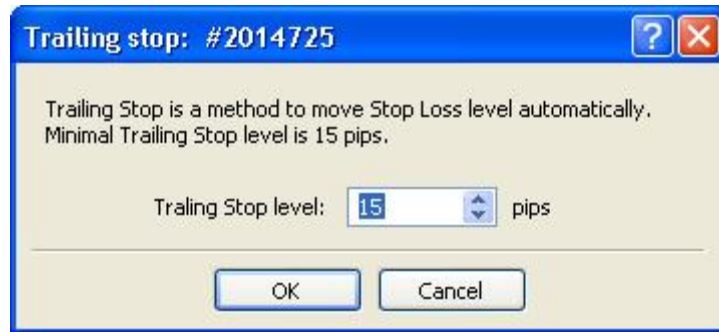 Trailing stop: #2014725
Trailing Stop is a method to move Stop Loss level automatically.
Minimal Trailing Stop level is 15 pips.
Traling Stop level: 15 pips
OK Cancel